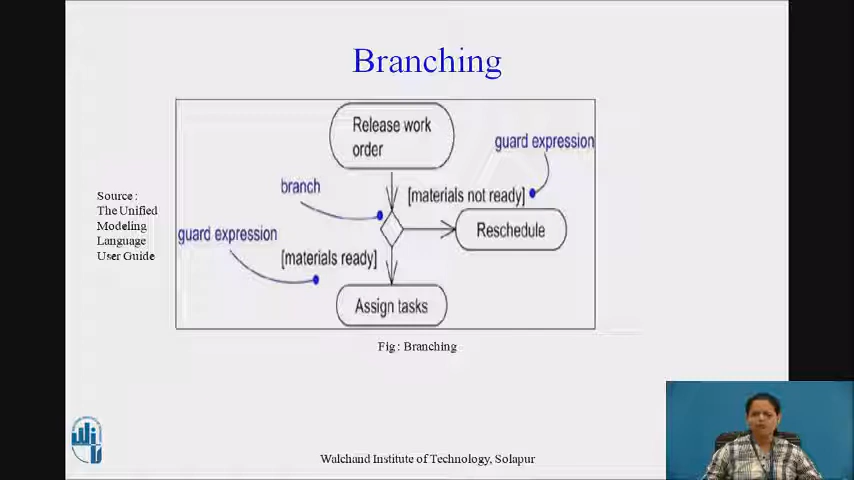 Branching
Release work
order
guard expression
branch
[materials not ready]
Source :
The Unified
Modeling
Language
User Guide
guard expression
Reschedule
[materials ready]
Assign tasks
Fig : Branching
Walchand Institute of Technology, Solapur